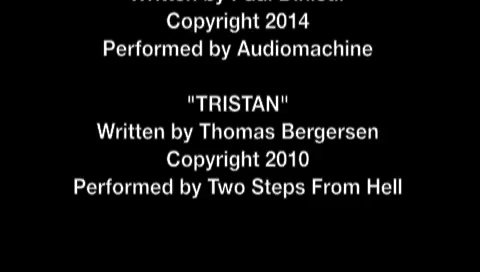 Copyright 2014
Performed by Audiomachine
"TRISTAN"
Written by Thomas Bergersen
Copyright 2010
Performed by Two Steps From Hell